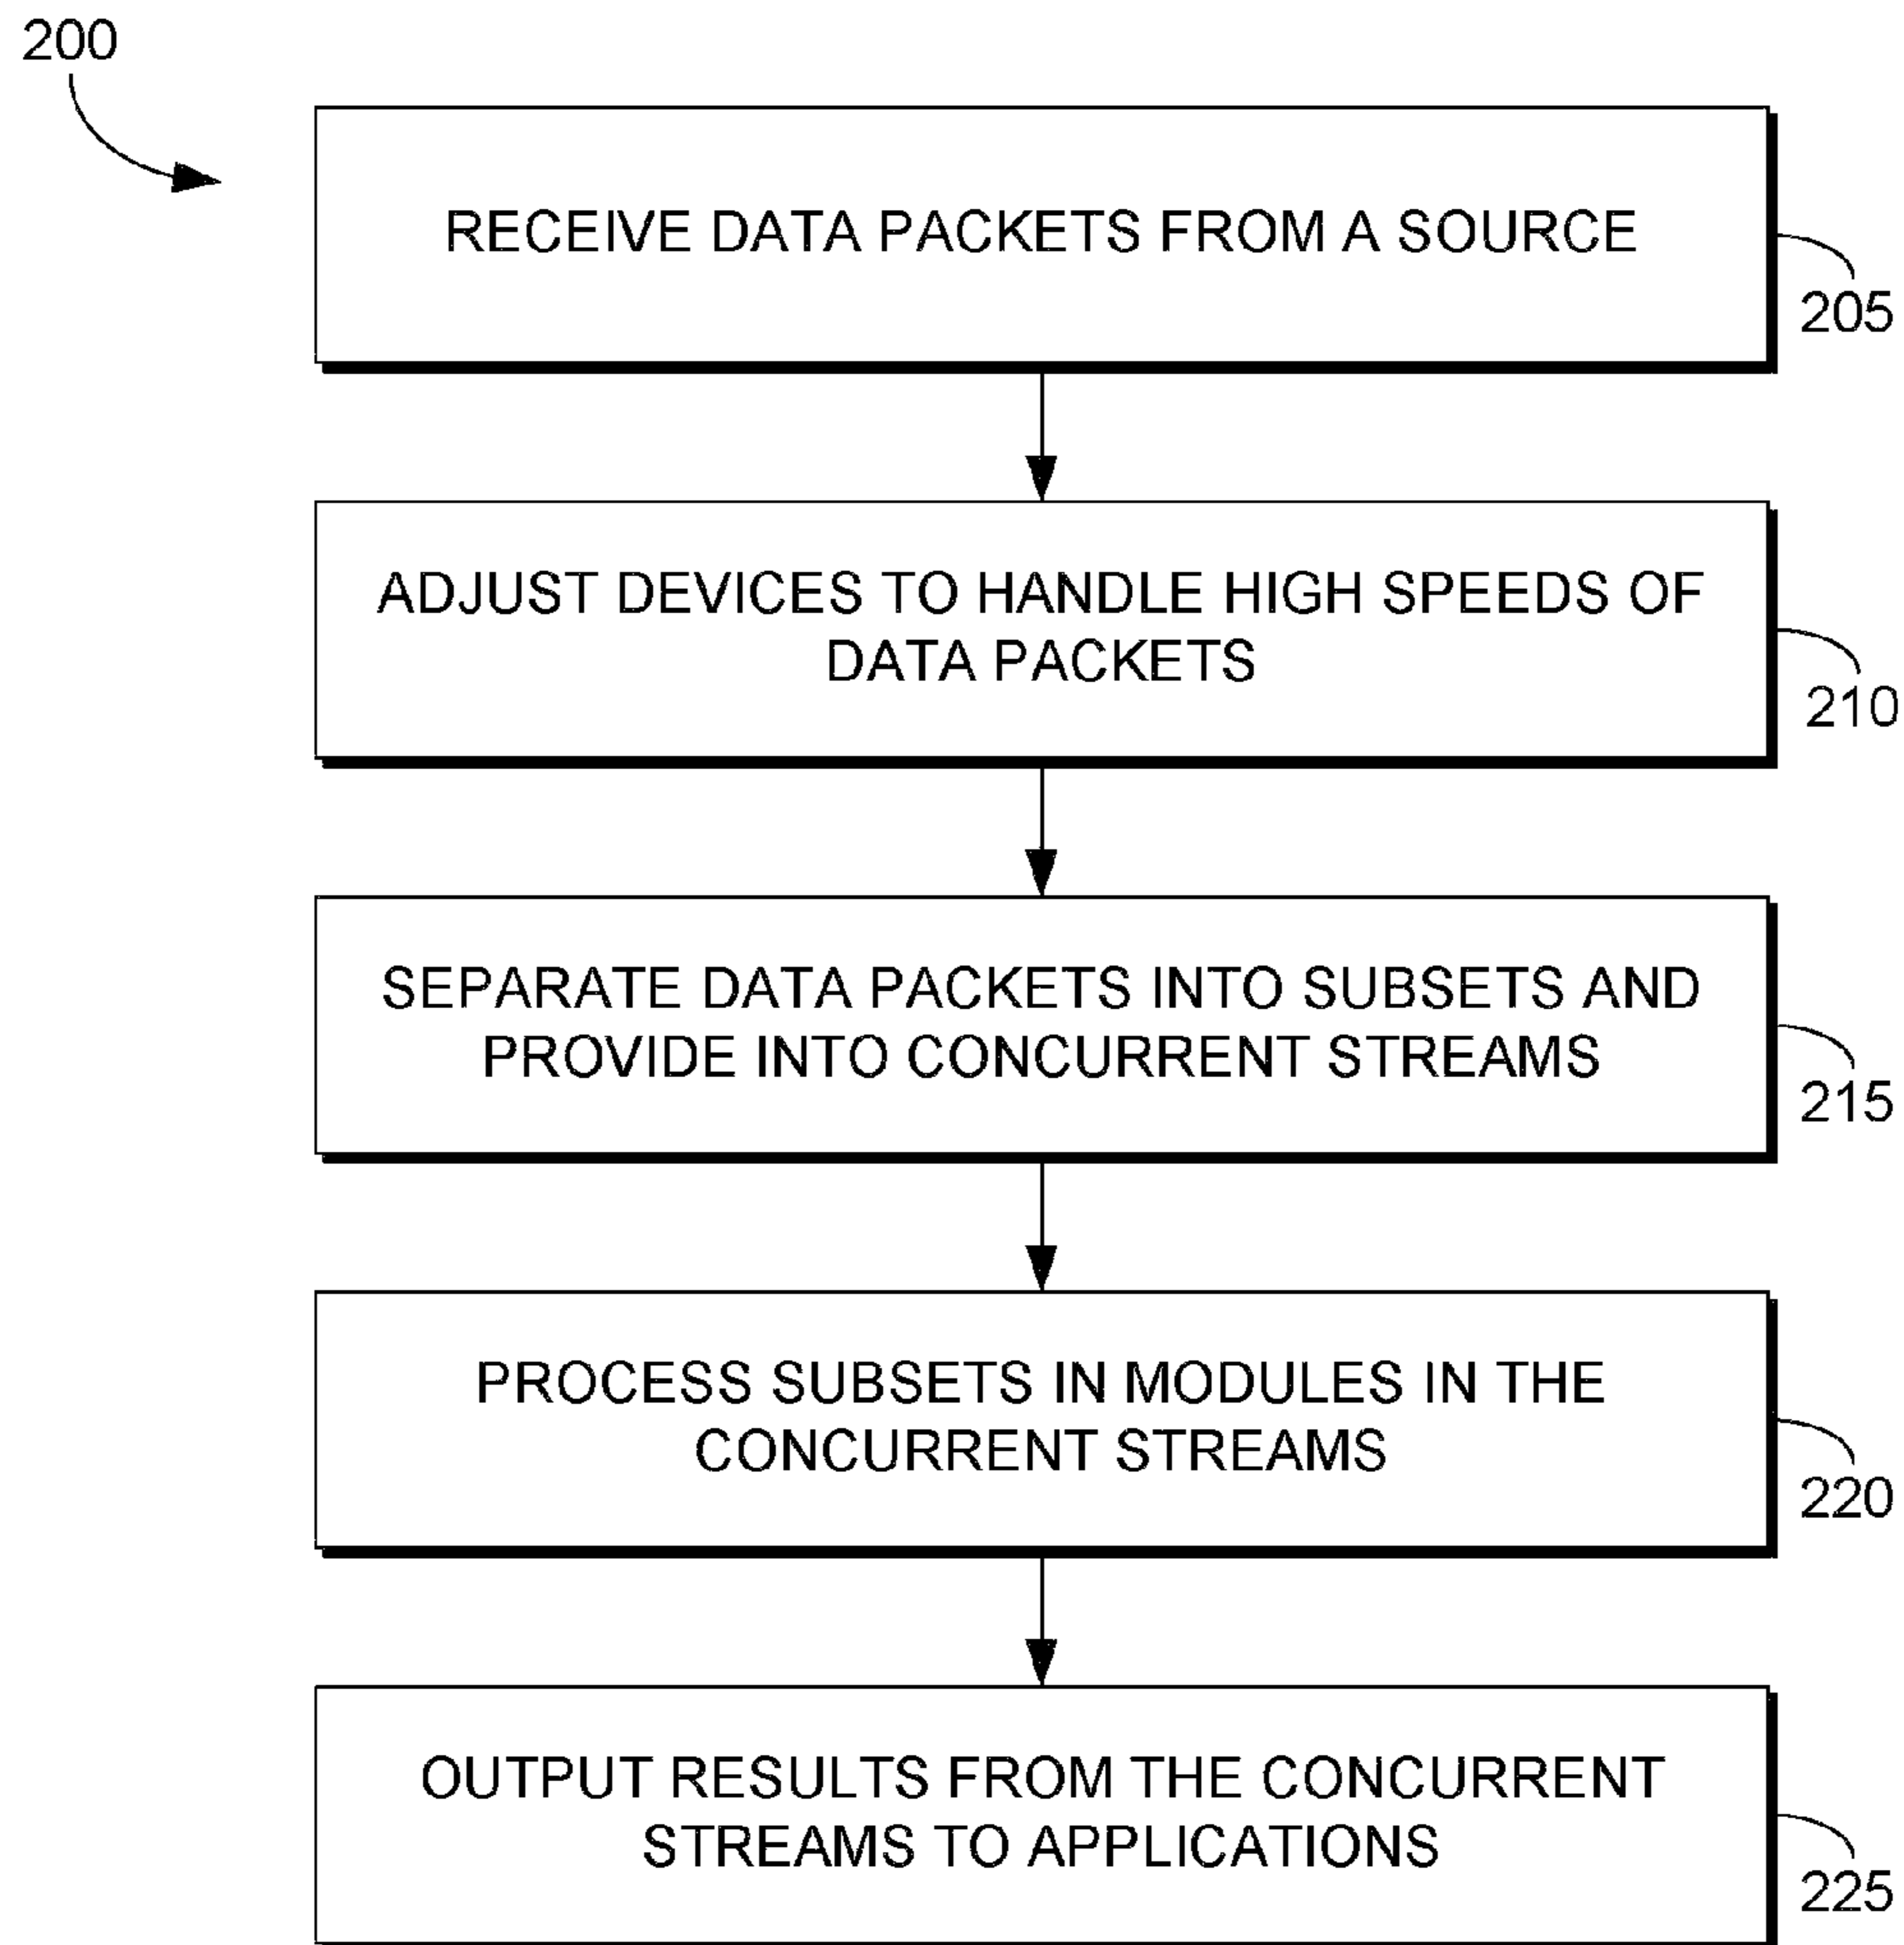 200
RECEIVE DATA PACKETS FROM A SOURCE
205
ADJUST DEVICES TO HANDLE HIGH SPEEDS OF
DATA PACKETS
210
SEPARATE DATA PACKETS INTO SUBSETS AND
PROVIDE INTO CONCURRENT STREAMS
215
PROCESS SUBSETS IN MODULES IN THE
CONCURRENT STREAMS
220
OUTPUT RESULTS FROM THE CONCURRENT
STREAMS TO APPLICATIONS
225